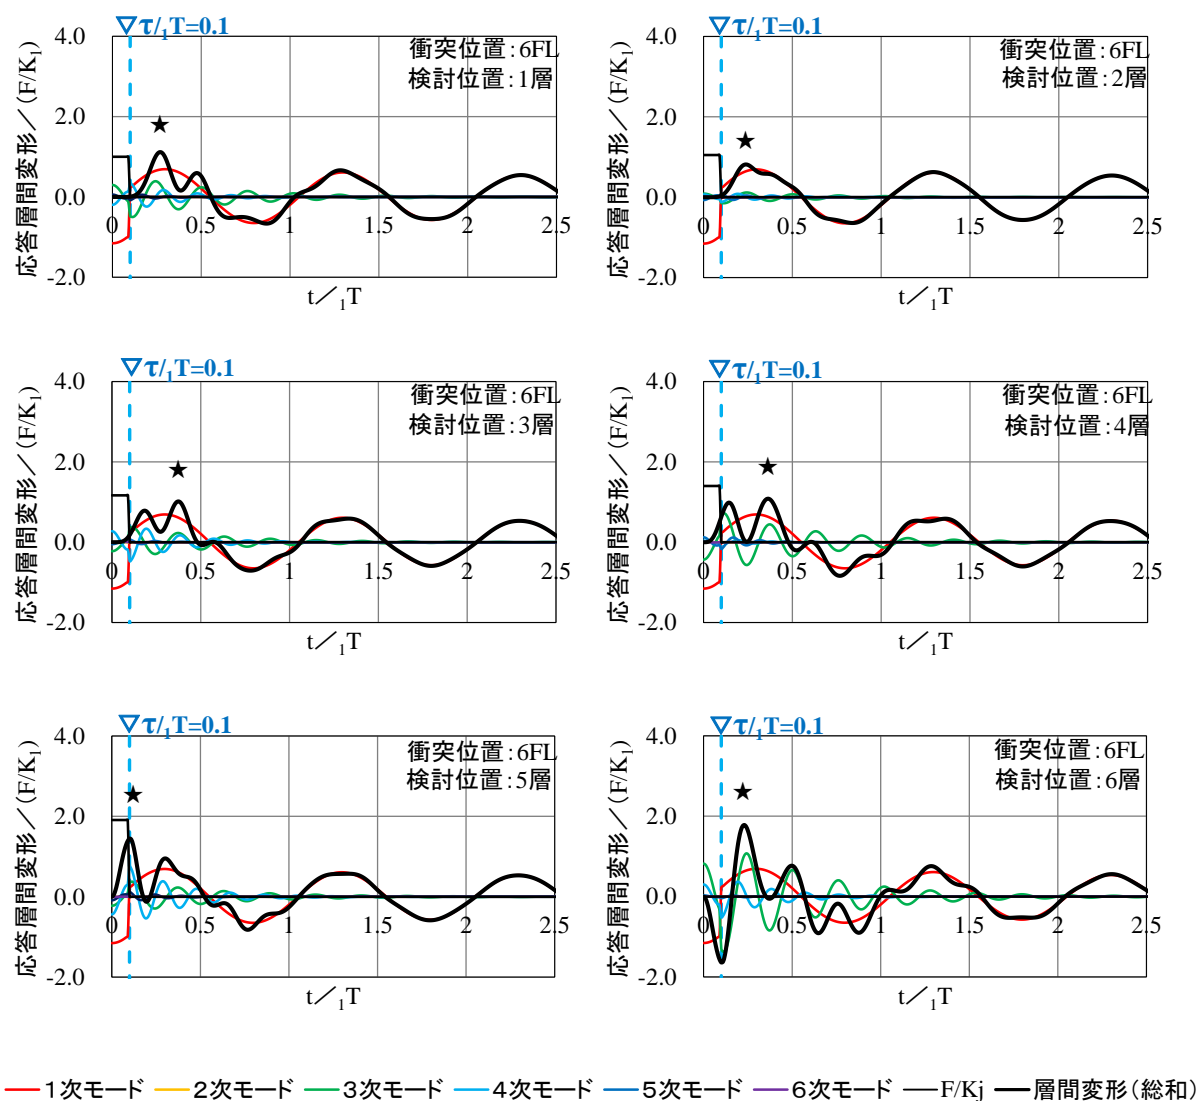 ▽τ/₁T=0.1
応答層間変形／(F/K₁)
4.0
2.0
0.0
-2.0
衝突位置：6FL
検討位置：1層
★
0
0.5
1
1.5
2
2.5
t／₁T
▽τ/₁T=0.1
応答層間変形／(F/K₁)
4.0
2.0
0.0
-2.0
衝突位置：6FL
検討位置：2層
★
0
0.5
1
1.5
2
2.5
t／₁T
▽τ/₁T=0.1
応答層間変形／(F/K₁)
4.0
2.0
0.0
-2.0
衝突位置：6FL
検討位置：3層
★
0
0.5
1
1.5
2
2.5
t／₁T
▽τ/₁T=0.1
応答層間変形／(F/K₁)
4.0
2.0
0.0
-2.0
衝突位置：6FL
検討位置：4層
★
0
0.5
1
1.5
2
2.5
t／₁T
▽τ/₁T=0.1
応答層間変形／(F/K₁)
4.0
2.0
0.0
-2.0
衝突位置：6FL
検討位置：5層
★
0
0.5
1
1.5
2
2.5
t／₁T
▽τ/₁T=0.1
応答層間変形／(F/K₁)
4.0
2.0
0.0
-2.0
衝突位置：6FL
検討位置：6層
★
0
0.5
1
1.5
2
2.5
t／₁T
1次モード 2次モード 3次モード 4次モード 5次モード 6次モード F/Kj 層間変形（総和）